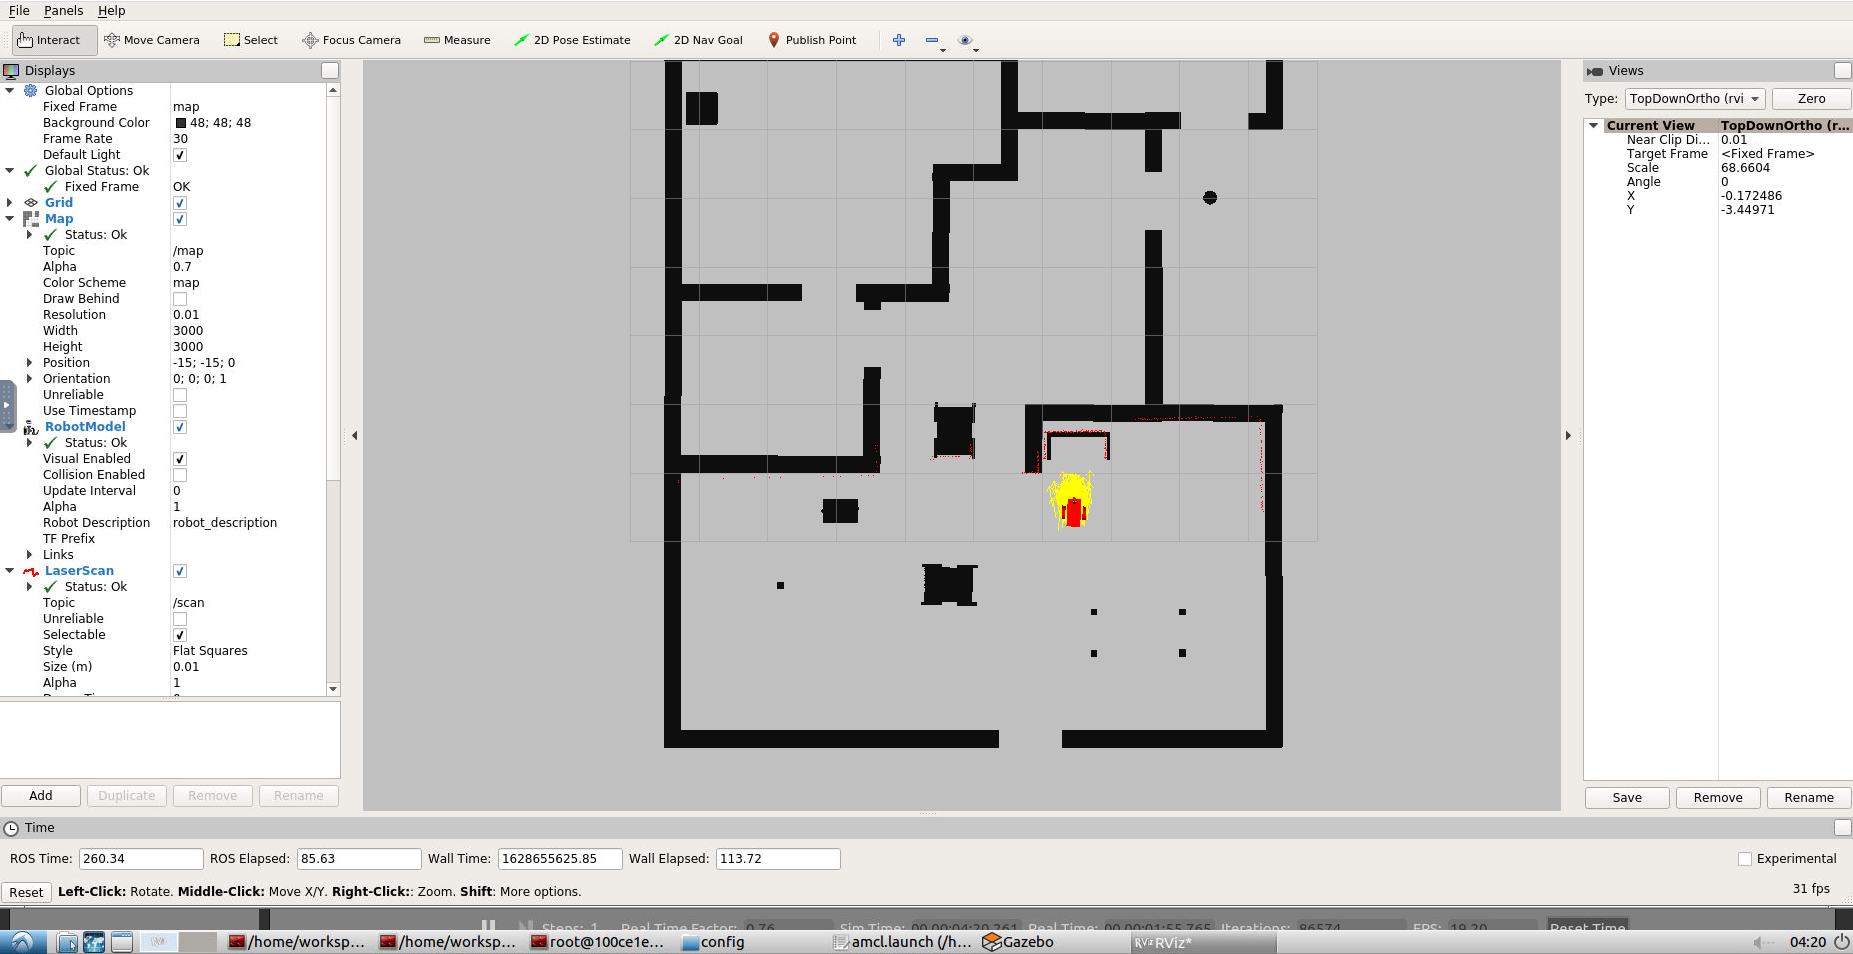 File Panels Help
Interact Move Camera Select Focus Camera Measure 2D Pose Estimate 2D Nav Goal Publish Point
Displays
Global Options
Fixed Frame map
Background Color 48; 48; 48
Frame Rate 30
Default Light
Global Status: Ok
Fixed Frame OK
Grid
Map
Status: Ok
Topic /map
Alpha 0.7
Color Scheme map
Draw Behind
Resolution 0.01
Width 3000
Height 3000
Position -15; -15; 0
Orientation 0; 0; 0; 1
Unreliable
Use Timestamp
RobotModel
Status: Ok
Visual Enabled
Collision Enabled
Update Interval 0
Alpha 1
Robot Description robot_description
TF Prefix
Links
LaserScan
Status: Ok
Topic /scan
Unreliable
Selectable
Style Flat Squares
Size (m) 0.01
Alpha 1
Add Duplicate Remove Rename
Views
Type: TopDownOrtho (rvi Zero
Current View TopDownOrtho (r...
Near Clip Di... 0.01
Target Frame <Fixed Frame>
Scale 68.6604
Angle 0
X -0.172486
Y -3.44971
Save Remove Rename
Time
ROS Time: 260.34 ROS Elapsed: 85.63 Wall Time: 1628655625.85 Wall Elapsed: 113.72 Experimental
Reset Left-Click: Rotate. Middle-Click: Move X/Y. Right-Click:: Zoom. Shift: More options. 31 fps
Steps: 1 Real Time Factor: 0.76 Sim Time: 00 00:04:20.261 Real Time: 00 00:01:55.765 Iterations: 86574 FPS: 19.20 Reset Time
/home/worksp... /home/worksp... root@100ce1e... config amcl.launch (/h... Gazebo RViz* 04:20